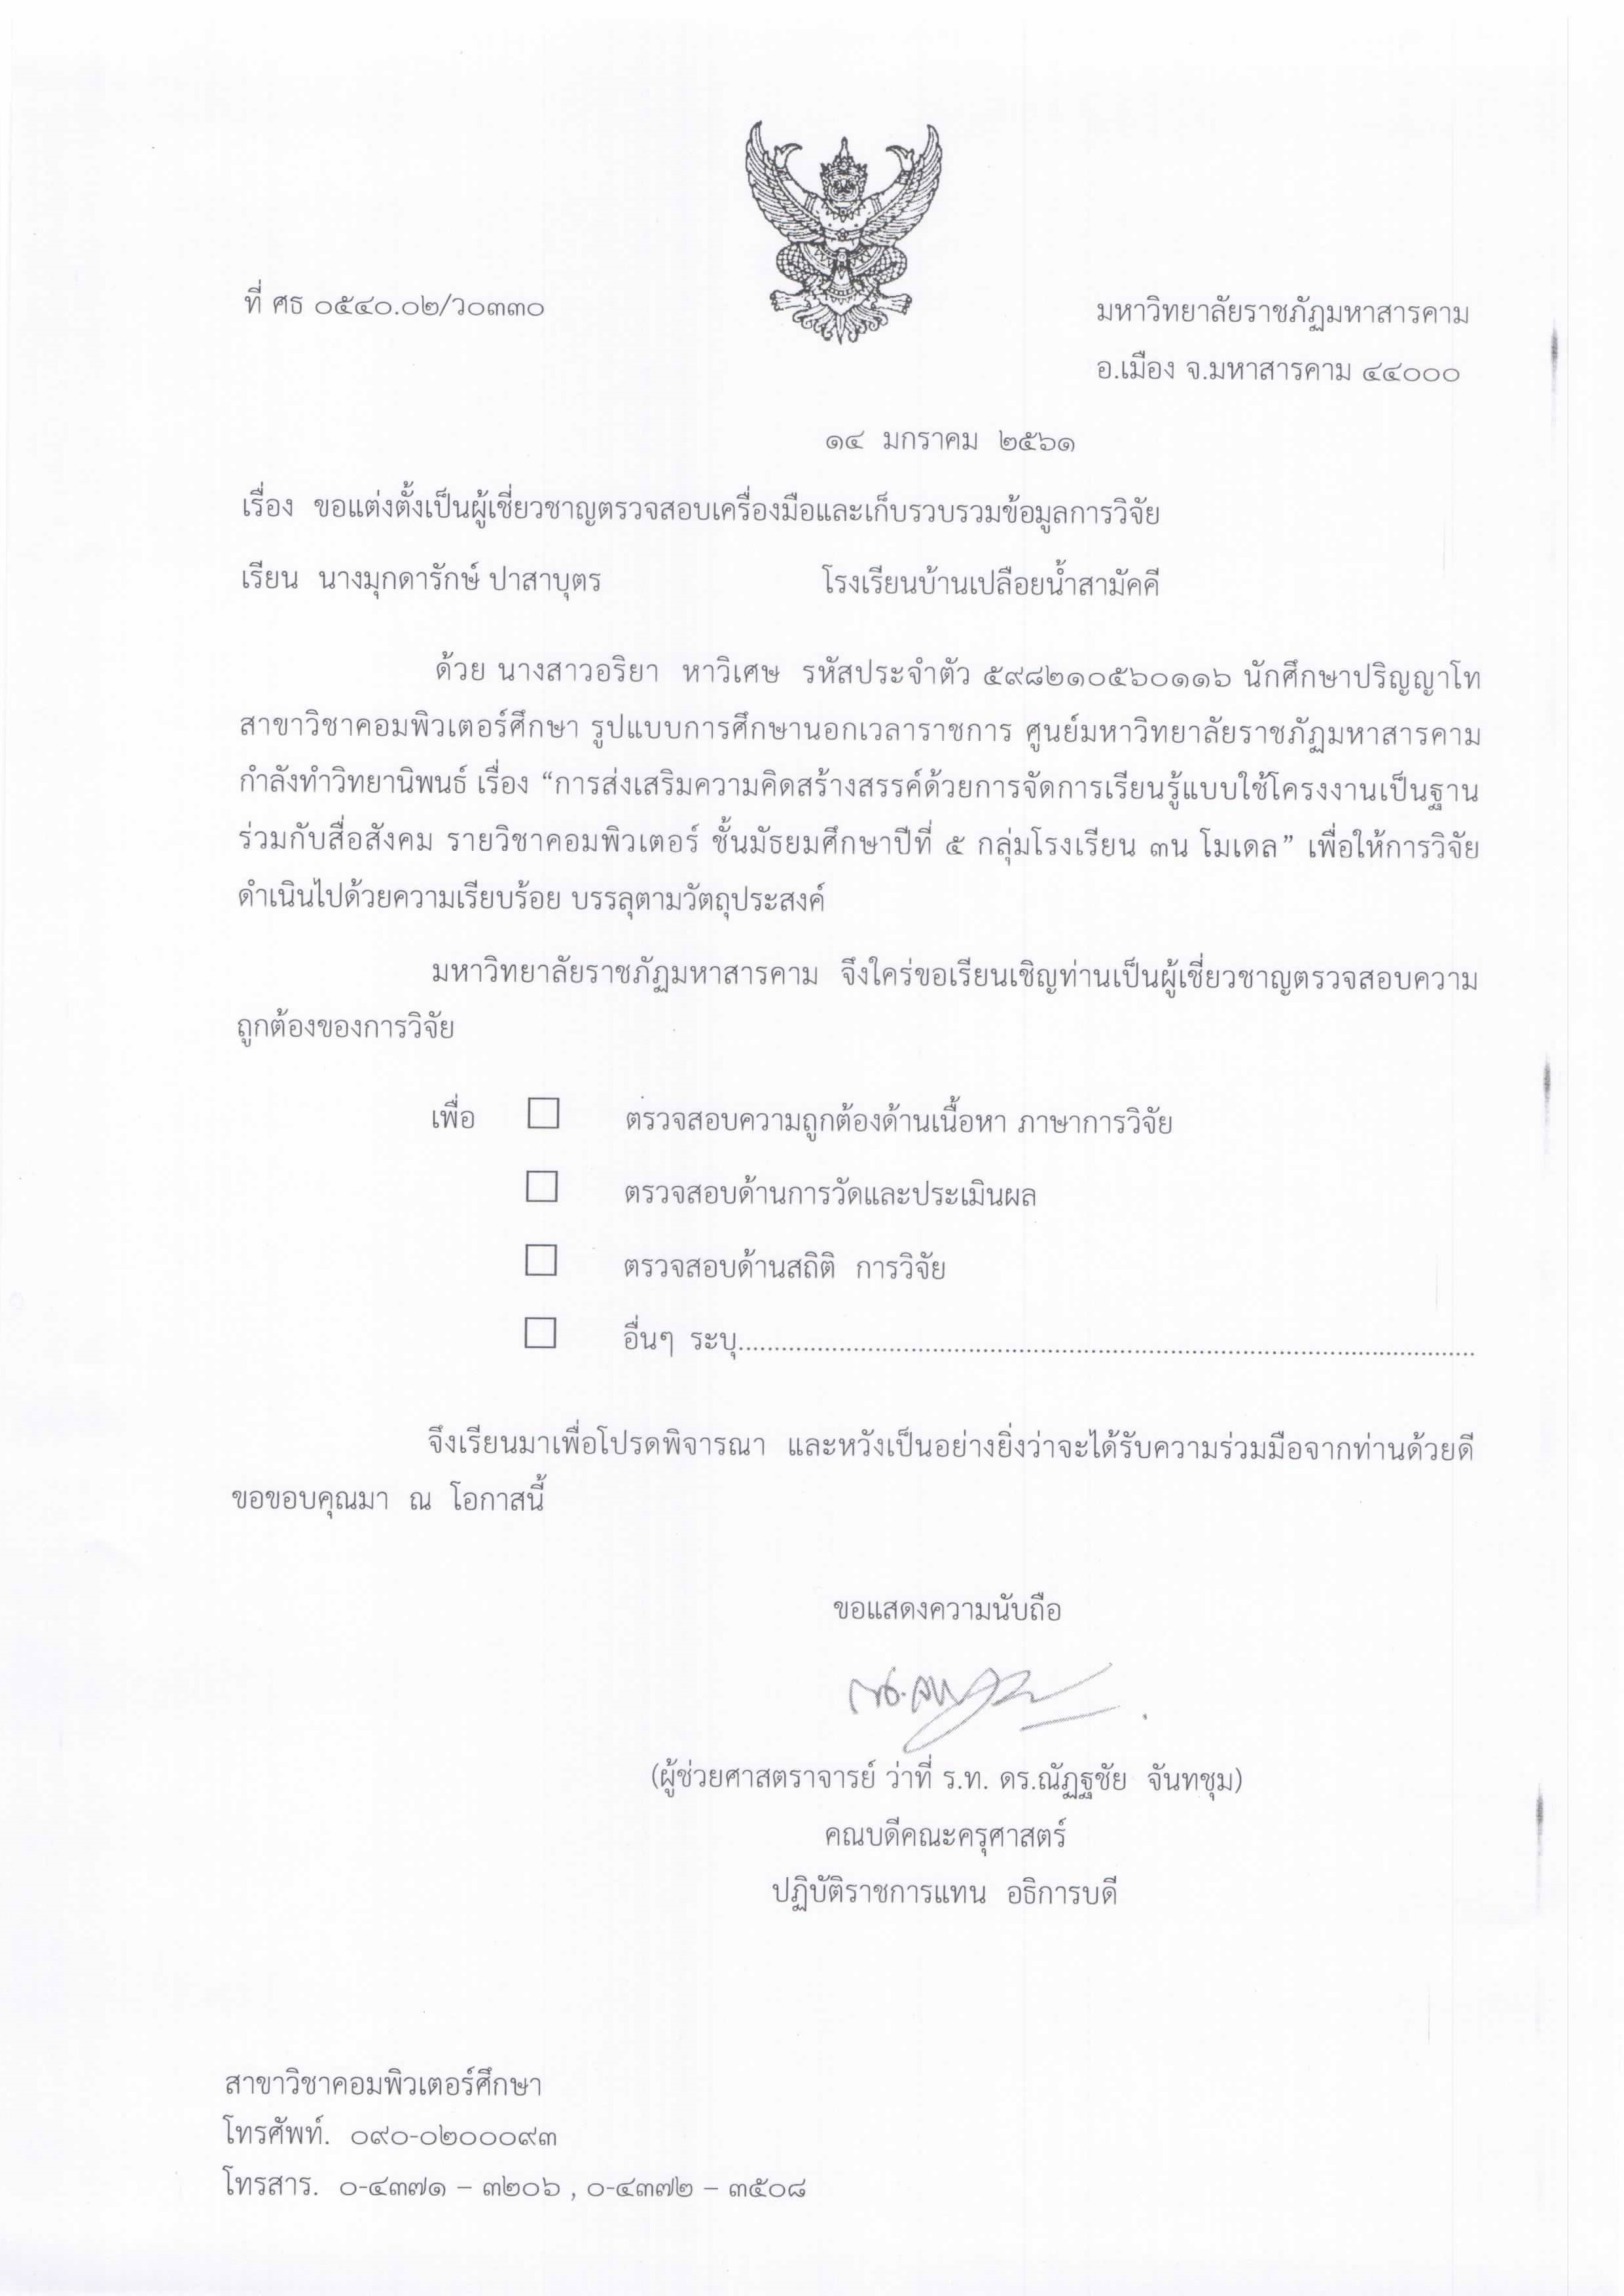 ที่ ศธ ๐๕๔๐.๐๒/ว๐๓๓๐
มหาวิทยาลัยราชภัฏมหาสารคาม
อ.เมือง จ.มหาสารคาม ๔๔๐๐๐
๑๔ มกราคม ๒๕๖๑
เรื่อง ขอแต่งตั้งเป็นผู้เชี่ยวชาญตรวจสอบเครื่องมือและเก็บรวบรวมข้อมูลการวิจัย
เรียน นางมุกดารักษ์ ปาสาบุตร โรงเรียนบ้านเปลือยน้ำสามัคคี
ด้วย นางสาวอริยา หาวิเศษ รหัสประจำตัว ๕๙๘๒๑๐๕๖๐๑๑๖ นักศึกษาปริญญาโท
สาขาวิชาคอมพิวเตอร์ศึกษา รูปแบบการศึกษานอกเวลาราชการ ศูนย์มหาวิทยาลัยราชภัฏมหาสารคาม
กำลังทำวิทยานิพนธ์ เรื่อง “การส่งเสริมความคิดสร้างสรรค์ด้วยการจัดการเรียนรู้แบบใช้โครงงานเป็นฐาน
ร่วมกับสื่อสังคม รายวิชาคอมพิวเตอร์ ชั้นมัธยมศึกษาปีที่ ๕ กลุ่มโรงเรียน ๓น โมเดล” เพื่อให้การวิจัย
ดำเนินไปด้วยความเรียบร้อย บรรลุตามวัตถุประสงค์
มหาวิทยาลัยราชภัฏมหาสารคาม จึงใคร่ขอเรียนเชิญท่านเป็นผู้เชี่ยวชาญตรวจสอบความ
ถูกต้องของการวิจัย
เพื่อ ☐ ตรวจสอบความถูกต้องด้านเนื้อหา ภาษาการวิจัย
☐ ตรวจสอบด้านการวัดและประเมินผล
☐ ตรวจสอบด้านสถิติ การวิจัย
☐ อื่นๆ ระบุ....................................................................................................
จึงเรียนมาเพื่อโปรดพิจารณา และหวังเป็นอย่างยิ่งว่าจะได้รับความร่วมมือจากท่านด้วยดี
ขอขอบคุณมา ณ โอกาสนี้
ขอแสดงความนับถือ
(ผู้ช่วยศาสตราจารย์ ว่าที่ ร.ท. ดร.ณัฏฐชัย จันทชุม)
คณบดีคณะครุศาสตร์
ปฏิบัติราชการแทน อธิการบดี
สาขาวิชาคอมพิวเตอร์ศึกษา
โทรศัพท์. ๐๙๐-๐๒๐๐๐๙๓
โทรสาร. ๐-๔๓๗๑ – ๓๒๐๖ , ๐-๔๓๗๒ – ๓๕๐๘